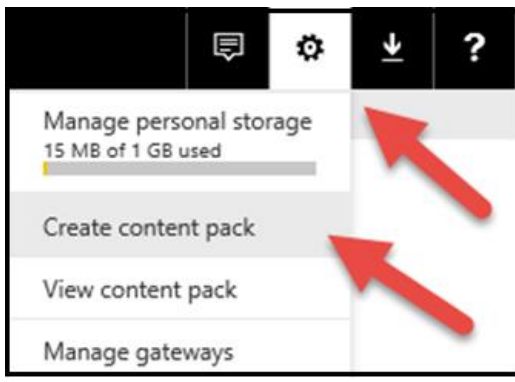 ?
Manage personal storage
15 MB of 1 GB used
Create content pack
View content pack
Manage gateways